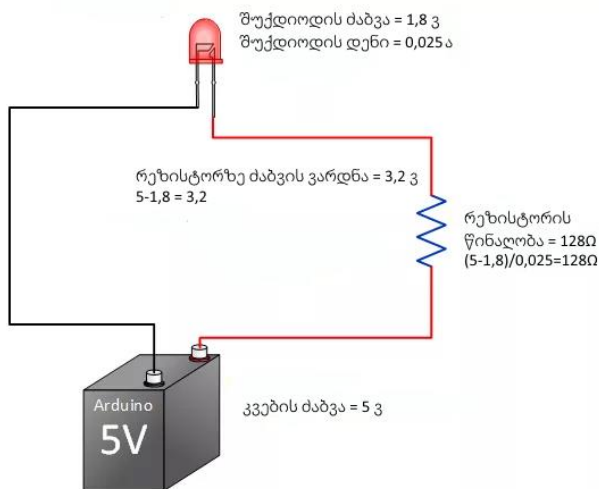 შუქდიოდის ძაბვა = 1,8 ვ
შუქდიოდის დენი = 0,025ა
რეზისტორზე ძაბვის ვარდნა = 3,2 ვ
5-1,8 = 3,2
რეზისტორის
წინაღობა = 128Ω
(5-1,8)/0,025=128Ω
Arduino
5V
კვების ძაბვა = 5 ვ